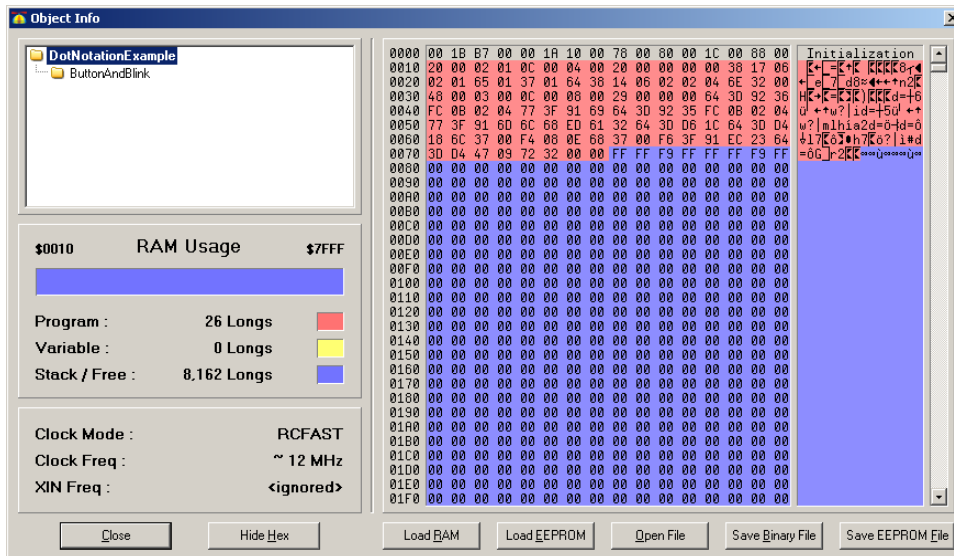 Object Info
DotNotationExample
ButtonAndBlink
$0010 RAM Usage $7FFF
Program : 26 Longs
Variable : 0 Longs
Stack / Free : 8,162 Longs
Clock Mode : RCFAST
Clock Freq : ~ 12 MHz
XIN Freq : <ignored>
0000 00 1B B7 00 00 1A 10 00 78 00 80 00 1C 00 88 00 Initialization
0010 20 00 02 01 0C 00 04 00 20 00 00 00 00 38 17 06
0020 02 01 65 01 37 01 64 38 14 06 02 02 04 6E 32 00
0030 48 00 03 00 0C 00 08 00 29 00 00 00 64 3D 92 36
0040 FC 0B 02 04 77 3F 91 69 64 3D 92 35 FC 0B 02 04
0050 77 3F 91 6D 6C 68 ED 61 32 64 3D D6 1C 64 3D D4
0060 18 6C 37 00 F4 08 0E 68 37 00 F6 3F 91 EC 23 64
0070 3D D4 47 09 72 32 00 00 FF FF F9 FF FF FF F9 FF
0080 00 00 00 00 00 00 00 00 00 00 00 00 00 00 00 00
0090 00 00 00 00 00 00 00 00 00 00 00 00 00 00 00 00
00A0 00 00 00 00 00 00 00 00 00 00 00 00 00 00 00 00
00B0 00 00 00 00 00 00 00 00 00 00 00 00 00 00 00 00
00C0 00 00 00 00 00 00 00 00 00 00 00 00 00 00 00 00
00D0 00 00 00 00 00 00 00 00 00 00 00 00 00 00 00 00
00E0 00 00 00 00 00 00 00 00 00 00 00 00 00 00 00 00
00F0 00 00 00 00 00 00 00 00 00 00 00 00 00 00 00 00
0100 00 00 00 00 00 00 00 00 00 00 00 00 00 00 00 00
0110 00 00 00 00 00 00 00 00 00 00 00 00 00 00 00 00
0120 00 00 00 00 00 00 00 00 00 00 00 00 00 00 00 00
0130 00 00 00 00 00 00 00 00 00 00 00 00 00 00 00 00
0140 00 00 00 00 00 00 00 00 00 00 00 00 00 00 00 00
0150 00 00 00 00 00 00 00 00 00 00 00 00 00 00 00 00
0160 00 00 00 00 00 00 00 00 00 00 00 00 00 00 00 00
0170 00 00 00 00 00 00 00 00 00 00 00 00 00 00 00 00
0180 00 00 00 00 00 00 00 00 00 00 00 00 00 00 00 00
0190 00 00 00 00 00 00 00 00 00 00 00 00 00 00 00 00
01A0 00 00 00 00 00 00 00 00 00 00 00 00 00 00 00 00
01B0 00 00 00 00 00 00 00 00 00 00 00 00 00 00 00 00
01C0 00 00 00 00 00 00 00 00 00 00 00 00 00 00 00 00
01D0 00 00 00 00 00 00 00 00 00 00 00 00 00 00 00 00
01E0 00 00 00 00 00 00 00 00 00 00 00 00 00 00 00 00
01F0 00 00 00 00 00 00 00 00 00 00 00 00 00 00 00 00
Close Hide Hex Load RAM Load EEPROM Open File Save Binary File Save EEPROM File